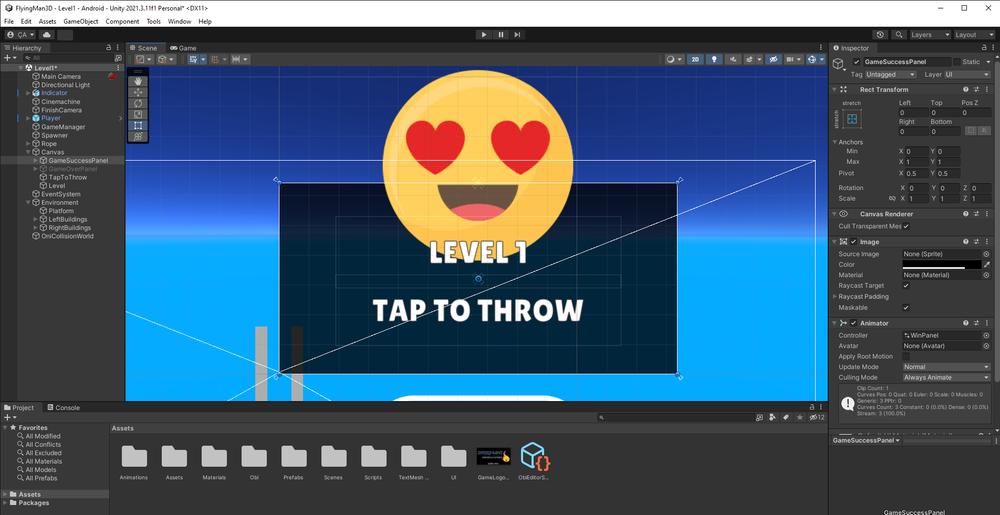 FlyingMan3D - Level1 - Android - Unity 2021.3.11f1 Personal* <DX11>
File Edit Assets GameObject Component Tools Window Help
ÇA
Layers Layout
Hierarchy
All
Level1*
Main Camera
Directional Light
Indicator
Cinemachine
FinishCamera
Player
GameManager
Spawner
Rope
Canvas
GameSuccessPanel
GameOverPanel
TapToThrow
Level
EventSystem
Environment
Platform
LeftBuildings
RightBuildings
OniCollisionWorld
Scene Game
2D
LEVEL 1
TAP TO THROW
Inspector
GameSuccessPanel Static
Tag Untagged Layer UI
Rect Transform
stretch Left Top Pos Z
stretch
0 0 0
Right Bottom
0 0 R
Anchors
Min X 0 Y 0
Max X 1 Y 1
Pivot X 0.5 Y 0.5
Rotation X 0 Y 0 Z 0
Scale X 1 Y 1 Z 1
Canvas Renderer
Cull Transparent Mes
Image
Source Image None (Sprite)
Color
Material None (Material)
Raycast Target
Raycast Padding
Maskable
Animator
Controller WinPanel
Avatar None (Avatar)
Apply Root Motion
Update Mode Normal
Culling Mode Always Animate
Clip Count: 1
Curves Pos: 0 Quat: 0 Euler: 0 Scale: 0 Muscles: 0
Generic: 3 PPtr: 0
Curves Count: 3 Constant: 0 (0.0%) Dense: 0 (0.0%)
Stream: 3 (100.0%)
GameSuccessPanel
GameSuccessPanel
Project Console
12
Favorites
All Modified
All Conflicts
All Excluded
All Materials
All Models
All Prefabs
Assets
Packages
Assets
Animations Assets Materials Obi Prefabs Scenes Scripts TextMesh ... UI GameLogo... ObiEditorS...